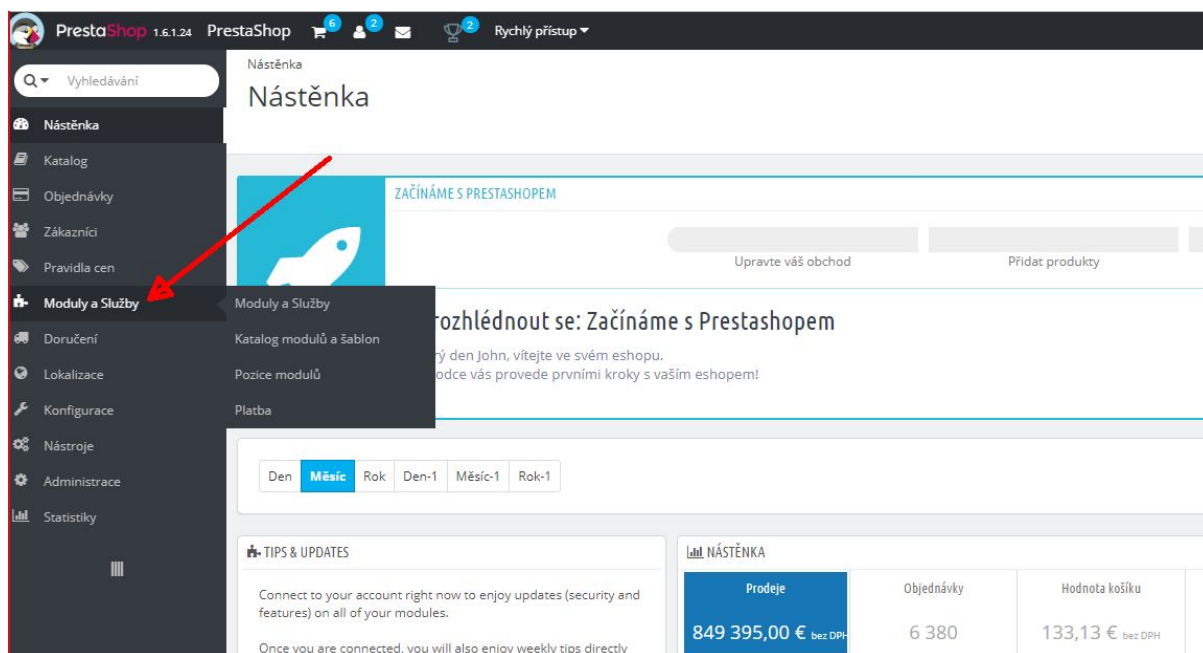 PrestaShop 1.6.1.24 PrestaShop 6 2 2 Rychlý přístup
Vyhledávání
Nástěnka
Nástěnka
Nástěnka
Katalog
Objednávky
Zákazníci
Pravidla cen
Moduly a Služby
Doručení
Lokalizace
Konfigurace
Nástroje
Administrace
Statistiky
Moduly a Služby
Katalog modulů a šablon
Pozice modulů
Platba
ZAČÍNÁME S PRESTASHOPEM
Upravte váš obchod
Přidat produkty
rozhlédnout se: Začínáme s Prestashopem
rý den John, vítejte ve svém eshopu.
odce vás provede prvními kroky s vaším eshopem!
Den Měsíc Rok Den-1 Měsíc-1 Rok-1
TIPS & UPDATES
Connect to your account right now to enjoy updates (security and
features) on all of your modules.
Once you are connected, you will also enjoy weekly tips directly
NÁSTĚNKA
Prodeje
849 395,00 € bez DPH
Objednávky
6 380
Hodnota košíku
133,13 € bez DPH